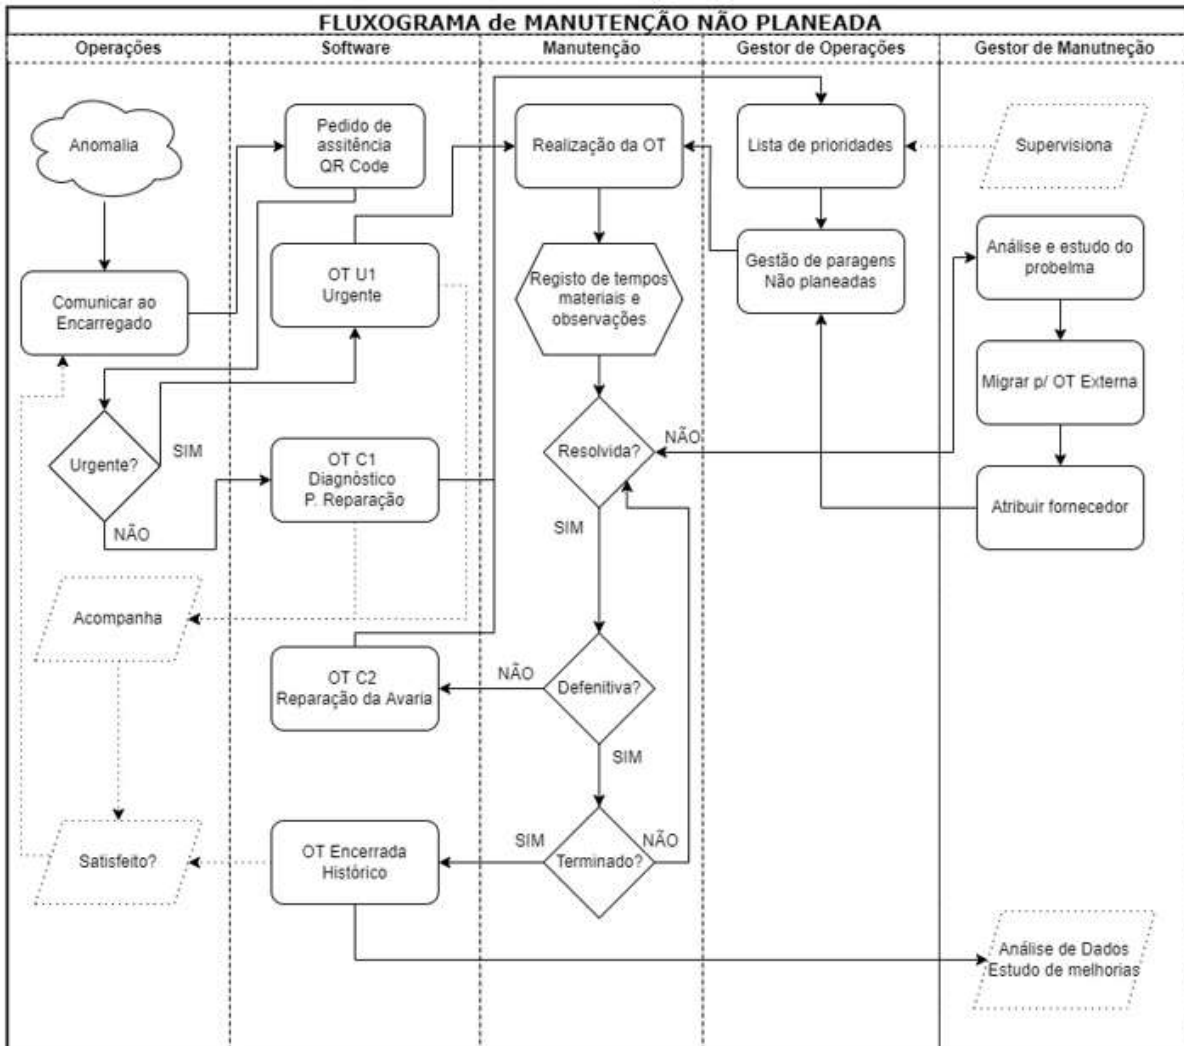 FLUXOGRAMA de MANUTENÇÃO NÃO PLANEADA
Operações
Software
Manutenção
Gestor de Operações
Gestor de Manutneção
Anomalia
Pedido de
assitência
QR Code
Realização da OT
Lista de prioridades
Supervisiona
Comunicar ao
Encarregado
OT U1
Urgente
Registo de tempos
materiais e
observações
Gestão de paragens
Não planeadas
Análise e estudo do
probelma
Migrar p/ OT Externa
Urgente?
SIM
NÃO
OT C1
Diagnòstico
P. Reparação
Resolvida?
NÃO
SIM
Atribuir fornecedor
Acompanha
OT C2
Reparação da Avaria
NÃO
Defenitiva?
SIM
Satisfeito?
OT Encerrada
Histórico
SIM
Terminado?
NÃO
Análise de Dados
Estudo de melhorias